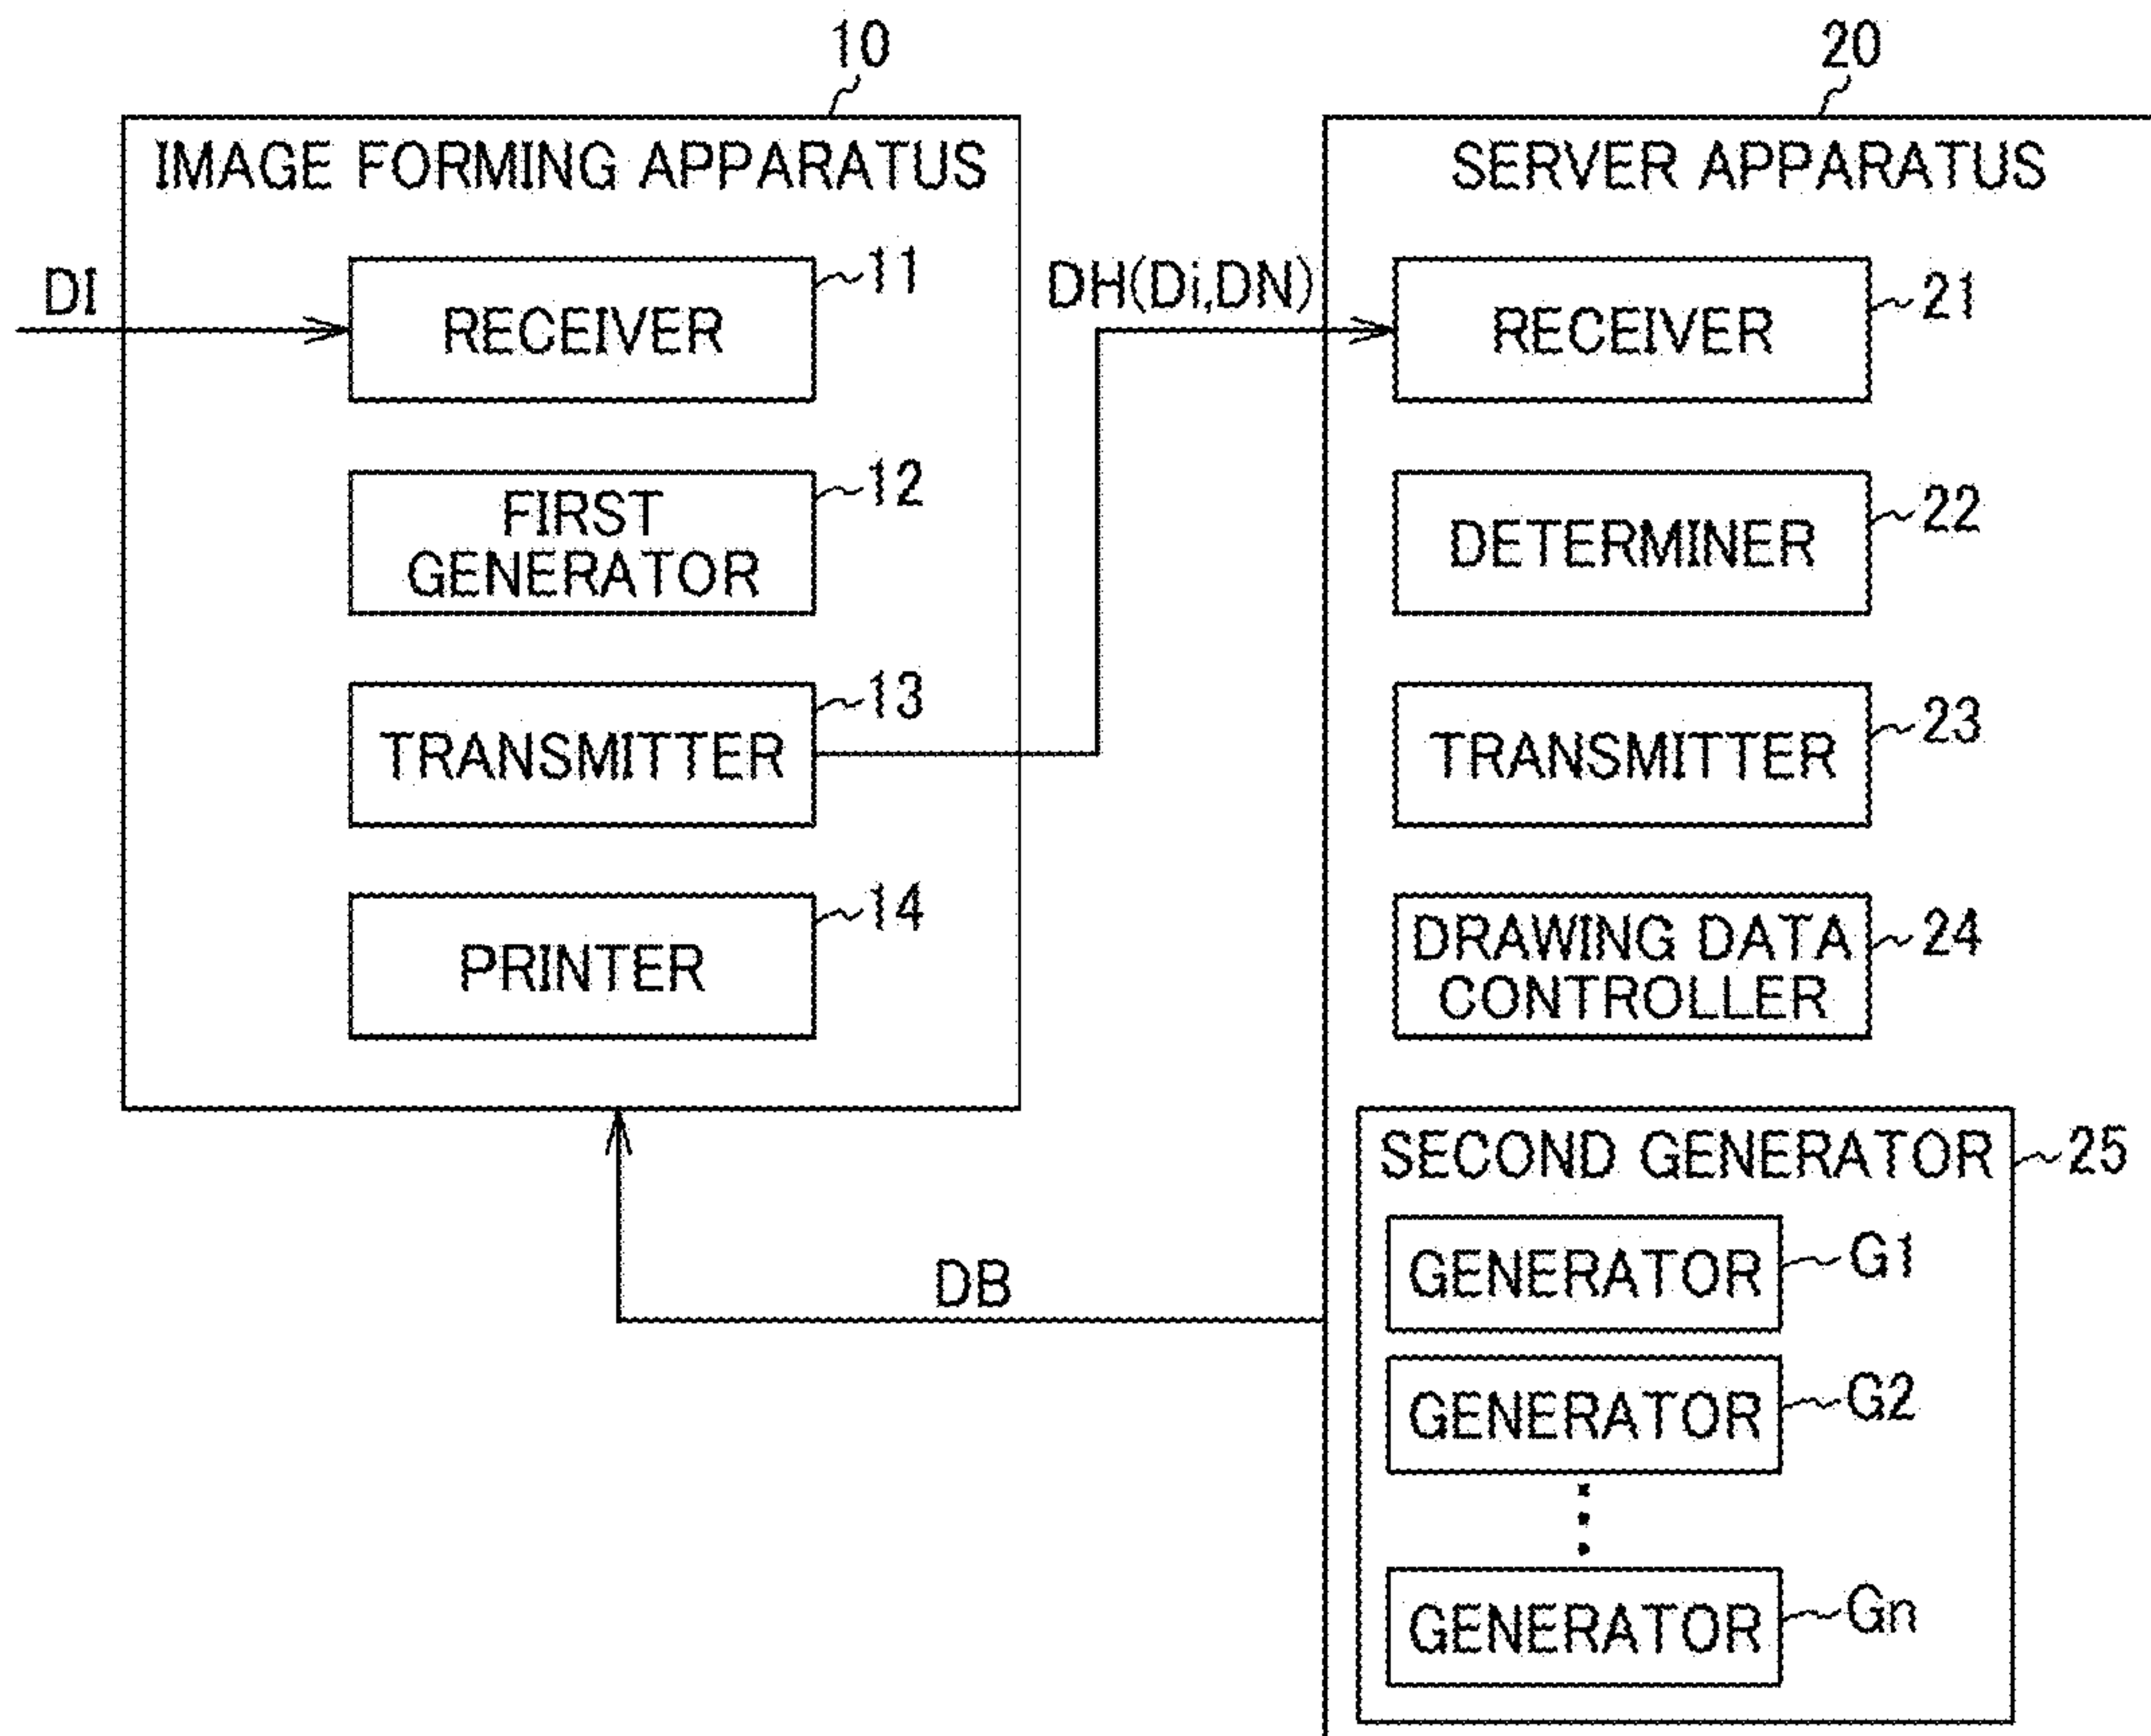 10
IMAGE FORMING APPARATUS
DI
RECEIVER
11
FIRST
GENERATOR
12
TRANSMITTER
13
PRINTER
14
DH(Di,DN)
DB
20
SERVER APPARATUS
RECEIVER
21
DETERMINER
22
TRANSMITTER
23
DRAWING DATA
CONTROLLER
24
SECOND GENERATOR
25
GENERATOR
G1
GENERATOR
G2
GENERATOR
Gn